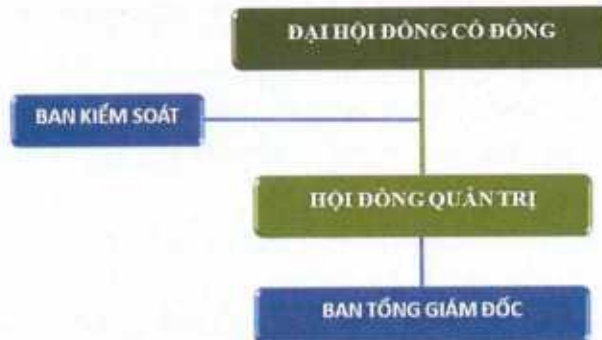 ĐẠI HỘI ĐỒNG CỔ ĐÔNG
BAN KIỂM SOÁT
HỘI ĐỒNG QUẢN TRỊ
BAN TỔNG GIÁM ĐỐC